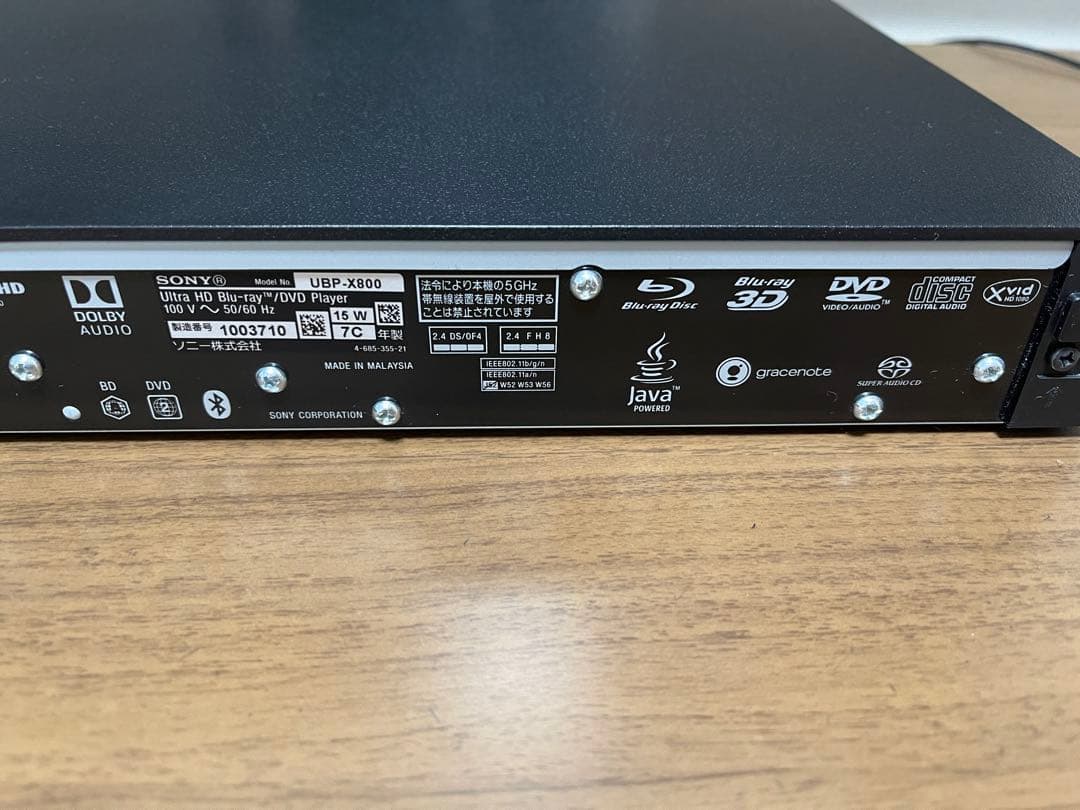 HD
DOLBY
AUDIO
BD
DVD
2
SONY®
Model No. UBP-X800
Ultra HD Blu-ray™/DVD Player
100 V ～ 50/60 Hz
15 W
製造番号 1003710
7C 年製
ソニー株式会社
4-685-355-21
MADE IN MALAYSIA
SONY CORPORATION
法令により本機の5GHz
帯無線装置を屋外で使用する
ことは禁止されています
2.4 DS/OF4
2.4 FH8
IEEE802.11b/g/n
IEEE802.11a/n
W52 W53 W56
Blu-ray Disc
Blu-ray
3D
DVD
VIDEO/AUDIO™
COMPACT
disc
DIGITAL AUDIO
Xvid
HD 1080
Java™
POWERED
gracenote
SUPER AUDIO CD